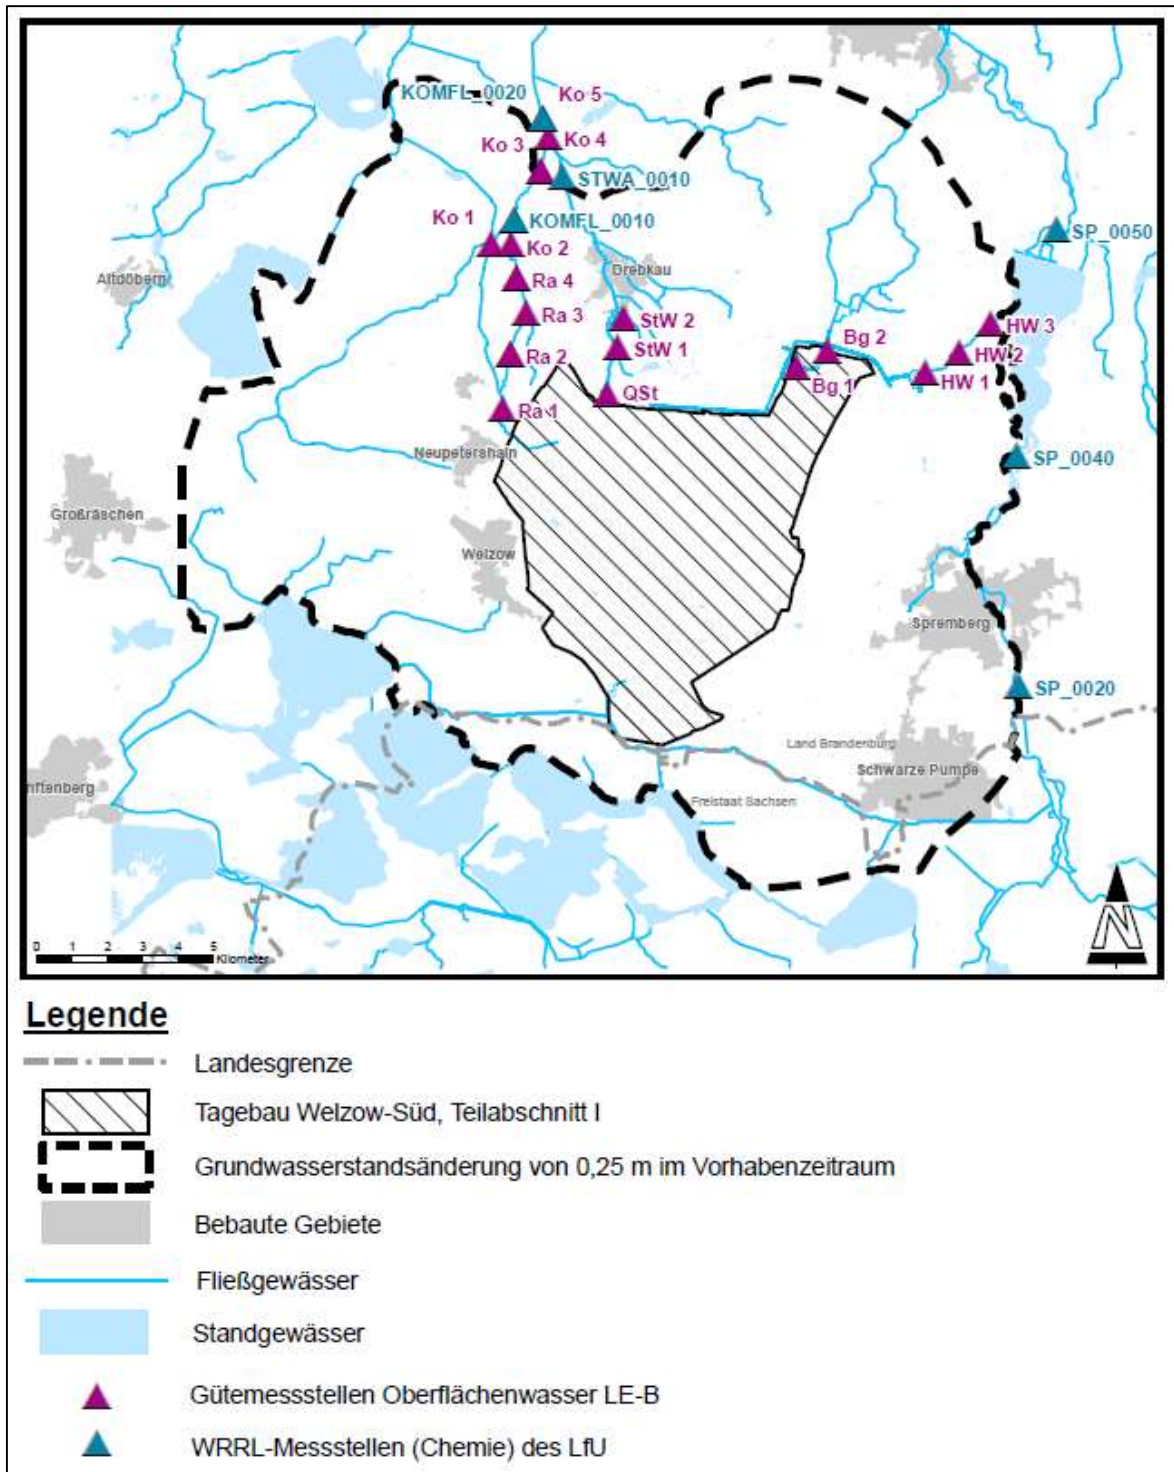 KOMFL_0020
Ko 5
Ko 3
Ko 4
STWA_0010
Ko 1
KOMFL_0010
Ko 2
SP_0050
Altdöbern
Drebkau
Ra 4
Ra 3
StW 2
HW 3
Ra 2
StW 1
Bg 2
HW 2
Bg 1
HW 1
QSt
Ra 1
Neupetershain
SP_0040
Großräschen
Welzow
Spremberg
SP_0020
Land Brandenburg
Schwarze Pumpe
nftenberg
Freistaat Sachsen
N
0 1 2 3 4 5
Kilometer
Legende
Landesgrenze
Tagebau Welzow-Süd, Teilabschnitt I
Grundwasserstandsänderung von 0,25 m im Vorhabenzeitraum
Bebaute Gebiete
Fließgewässer
Standgewässer
Gütemessstellen Oberflächenwasser LE-B
WRRL-Messstellen (Chemie) des LfU